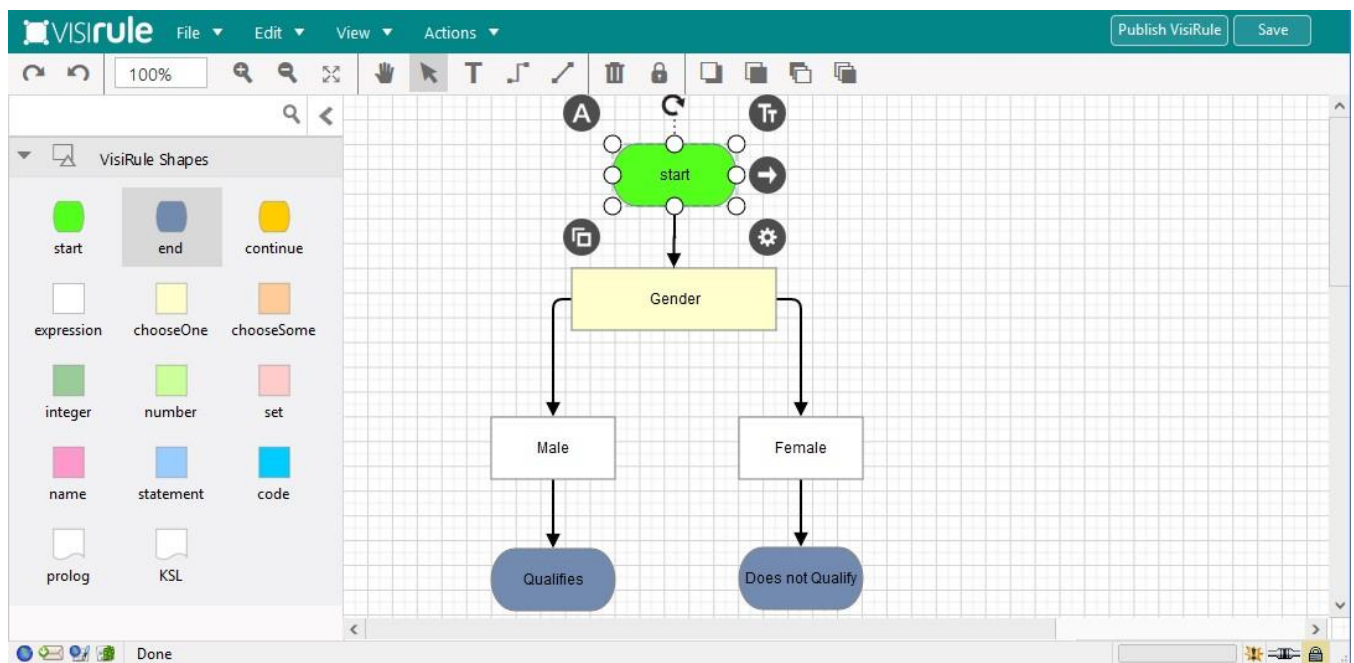 VISIrule File Edit View Actions Publish VisiRule Save
100% T
A TT
VisiRule Shapes
start
start end continue
Gender
expression chooseOne chooseSome
integer number set
Male Female
name statement code
prolog KSL
Qualifies Does not Qualify
Done